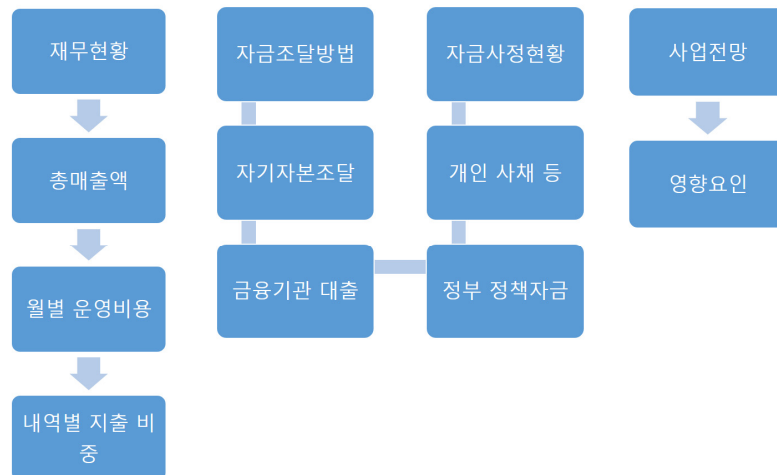 재무현황
총매출액
월별 운영비용
내역별 지출 비
중
자금조달방법
자기자본조달
금융기관 대출
정부 정책자금
개인 사채 등
자금사정현황
사업전망
영향요인